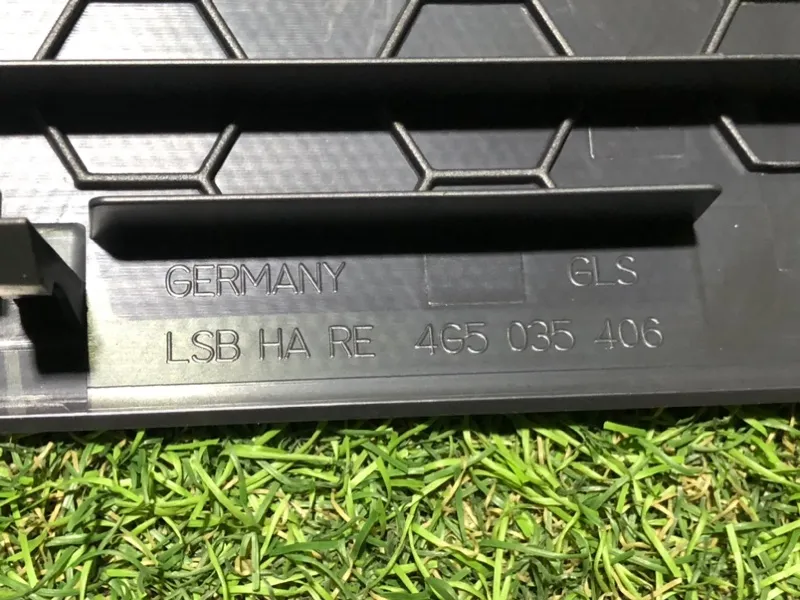 GERMANY GLS
LSB HA RE 4G5 035 406